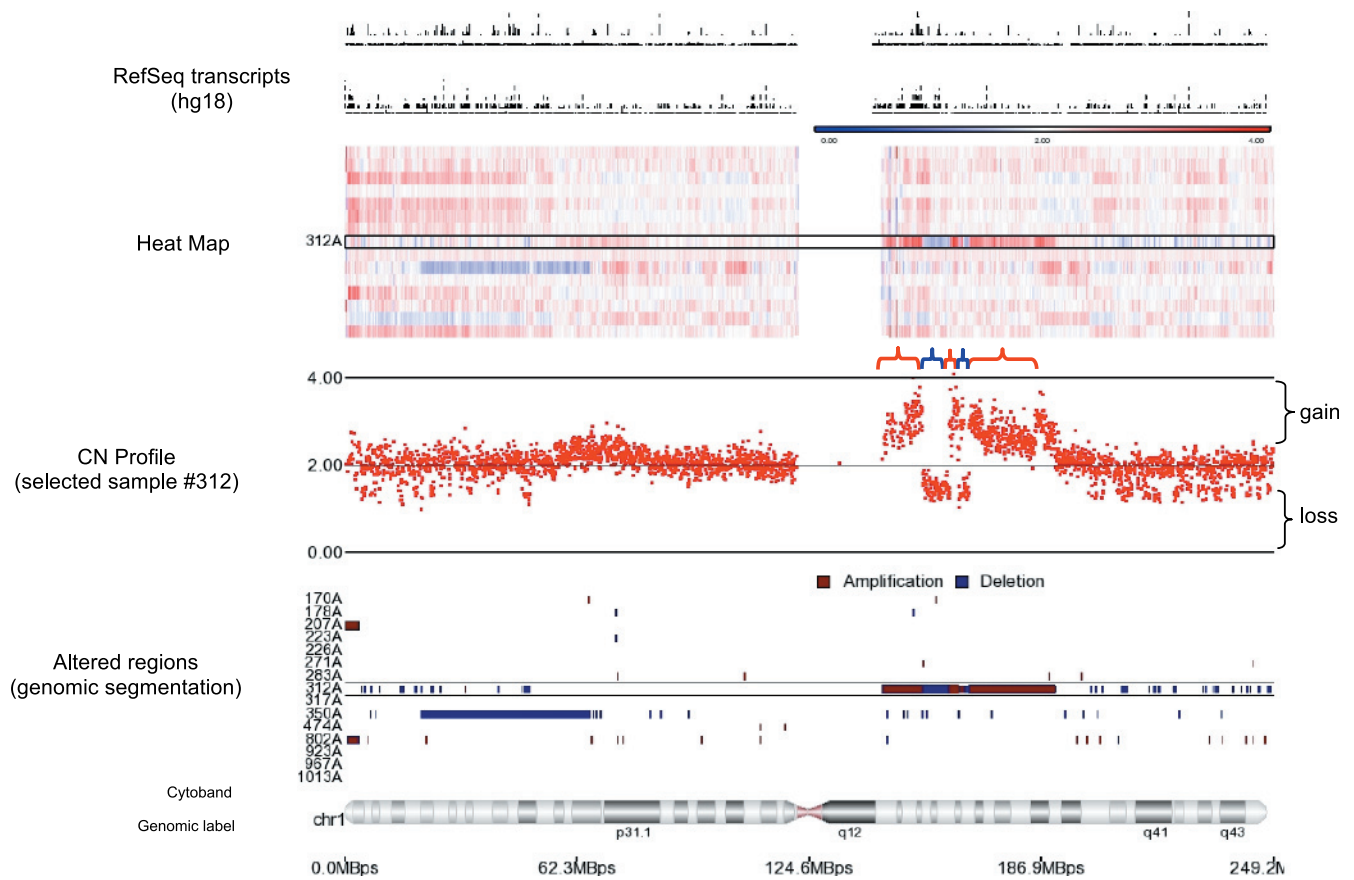 RefSeq transcripts
(hg18)
0.00 2.00 4.00
Heat Map
312A
4.00
gain
CN Profile
(selected sample #312)
2.00
loss
0.00
Amplification Deletion
170A
178A
207A
223A
226A
271A
Altered regions
(genomic segmentation)
283A
312A
317A
350A
474A
802A
923A
967A
1013A
Cytoband
Genomic label
chr1
p31.1 q12 q41 q43
0.0MBps 62.3MBps 124.6MBps 186.9MBps 249.2M